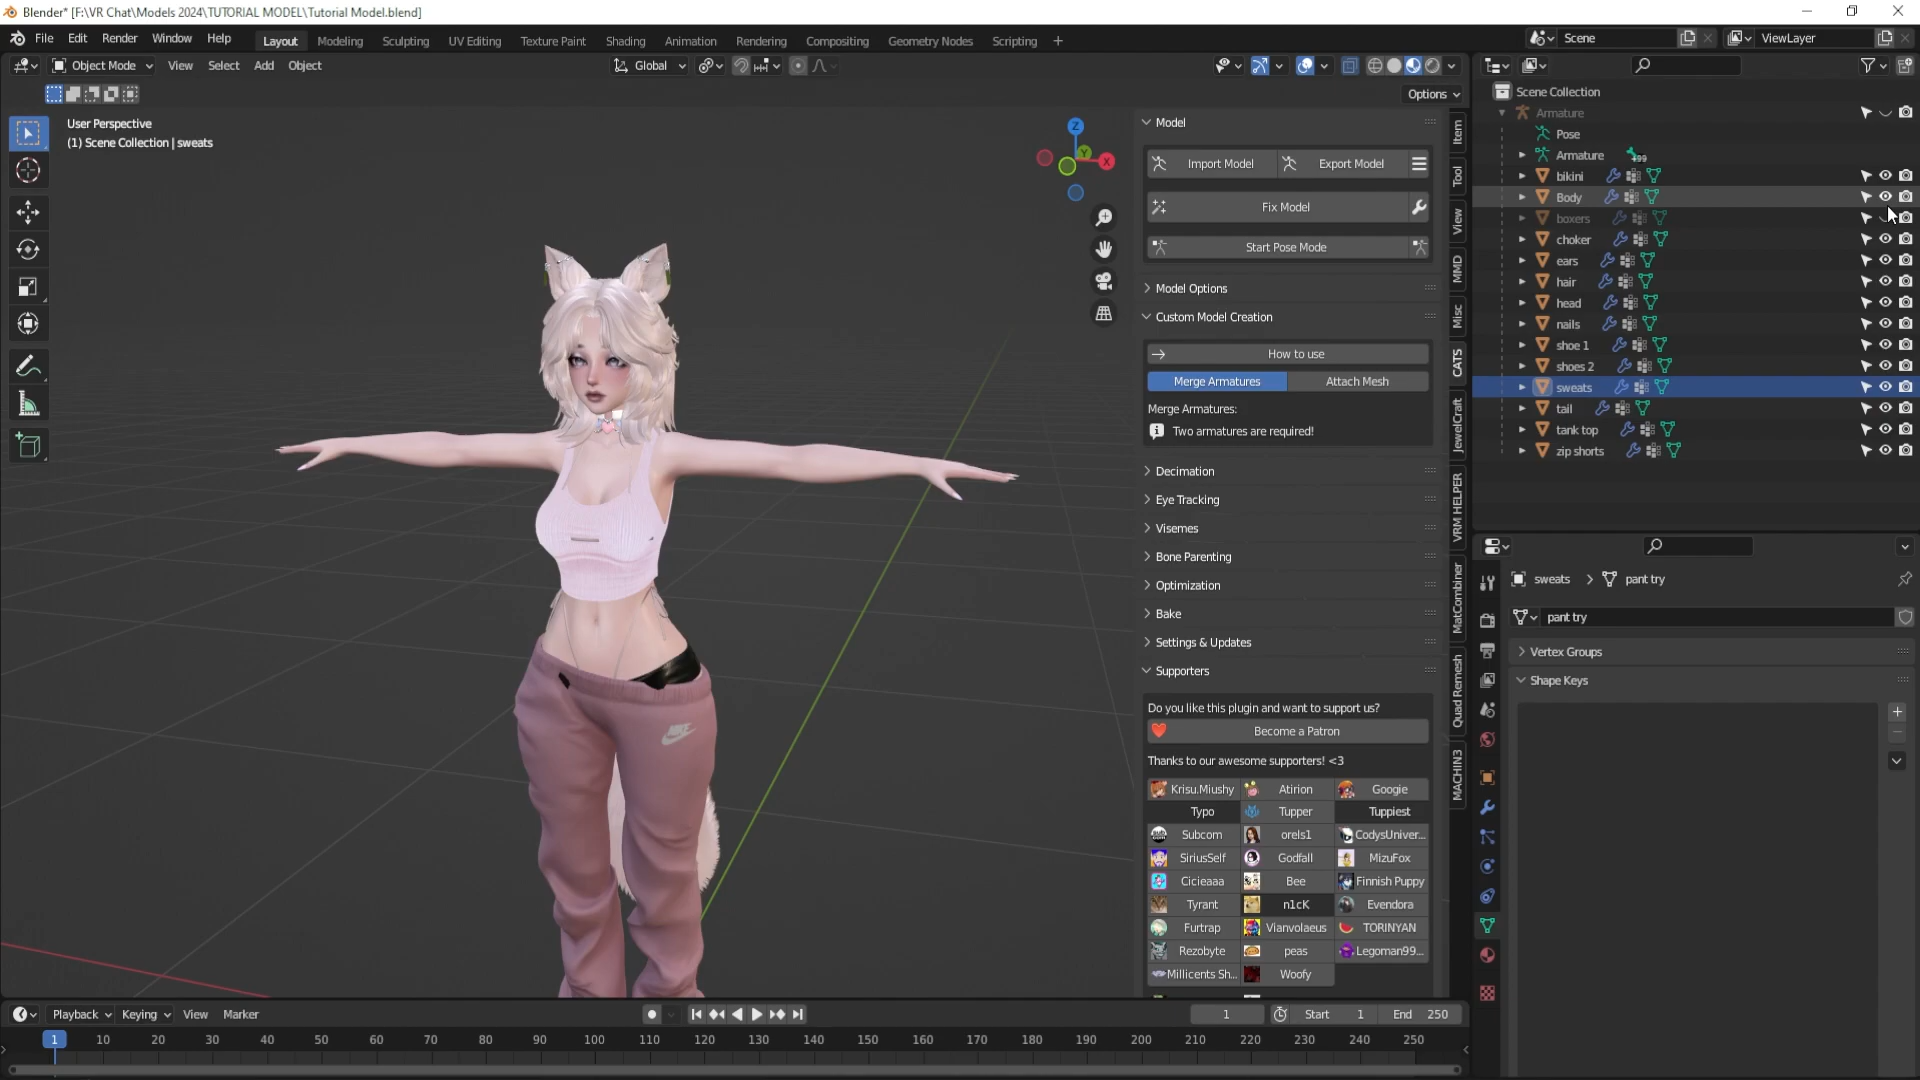 Blender* [F:\VR Chat\Models 2024\TUTORIAL MODEL\Tutorial Model.blend]
File Edit Render Window Help
Layout Modeling Sculpting UV Editing Texture Paint Shading Animation Rendering Compositing Geometry Nodes Scripting +
Scene ViewLayer
Object Mode View Select Add Object Global
Options
User Perspective
(1) Scene Collection | sweats
Z
Y
X
Model
Import Model Export Model
Fix Model
Start Pose Mode
Model Options
Custom Model Creation
How to use
Merge Armatures Attach Mesh
Merge Armatures:
Two armatures are required!
Decimation
Eye Tracking
Visemes
Bone Parenting
Optimization
Bake
Settings & Updates
Supporters
Do you like this plugin and want to support us?
Become a Patron
Thanks to our awesome supporters! <3
Krisu.Miushy Atirion Googie
Typo Tupper Tuppiest
Subcom orels1 CodysUniver...
SiriusSelf Godfall MizuFox
Cicieaaa Bee Finnish Puppy
Tyrant n1cK Evendora
Furtrap Vianvolaeus TORINYAN
Rezobyte peas Legoman99...
Millicents Sh... Woofy
Item
Tool
View
MMD
Misc
CATS
JewelCraft
VRM HELPER
MatCombiner
Quad Remesh
MACHIN3
Scene Collection
Armature
Pose
Armature 499
bikini
Body
boxers
choker
ears
hair
head
nails
shoe 1
shoes 2
sweats
tail
tank top
zip shorts
sweats > pant try
pant try
Vertex Groups
Shape Keys
NIKE
Playback Keying View Marker
1 Start 1 End 250
1 10 20 30 40 50 60 70 80 90 100 110 120 130 140 150 160 170 180 190 200 210 220 230 240 250